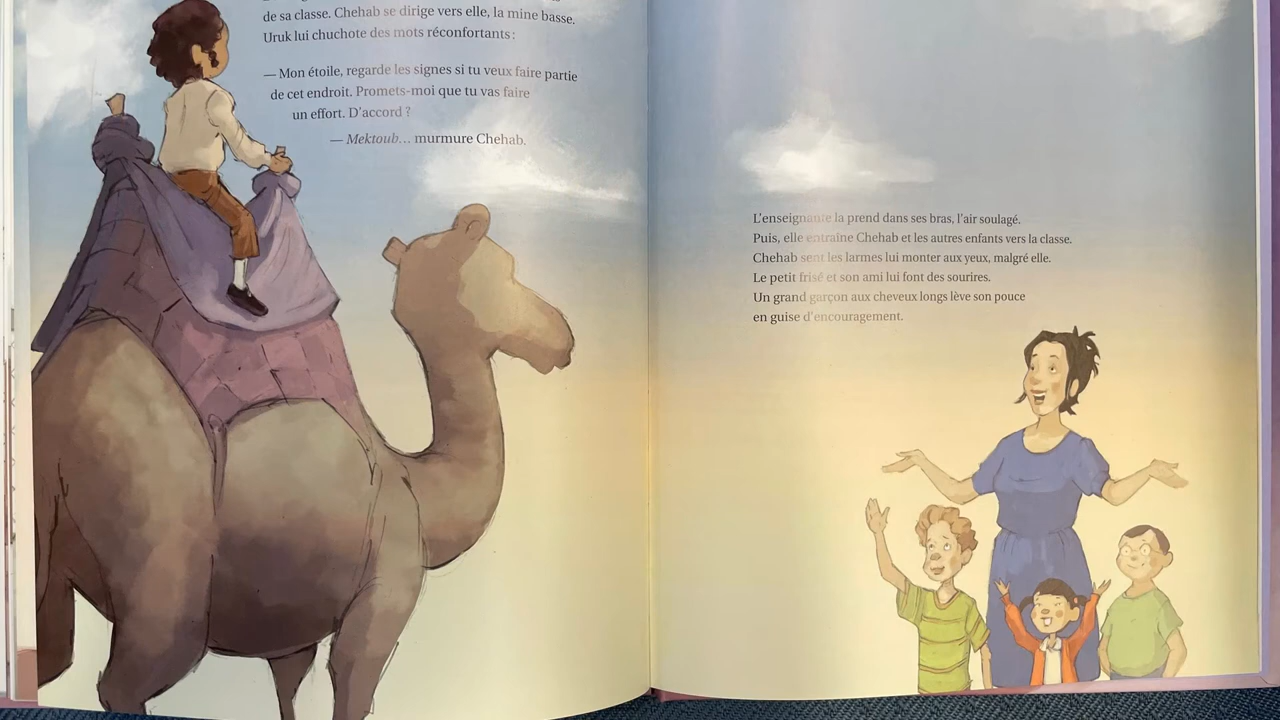 de sa classe. Chehab se dirige vers elle, la mine basse.
Uruk lui chuchote des mots réconfortants :
— Mon étoile, regarde les signes si tu veux faire partie
de cet endroit. Promets-moi que tu vas faire
un effort. D'accord ?
— Mektoub… murmure Chehab.
L'enseignante la prend dans ses bras, l'air soulagé.
Puis, elle entraîne Chehab et les autres enfants vers la classe.
Chehab sent les larmes lui monter aux yeux, malgré elle.
Le petit frisé et son ami lui font des sourires.
Un grand garçon aux cheveux longs lève son pouce
en guise d'encouragement.